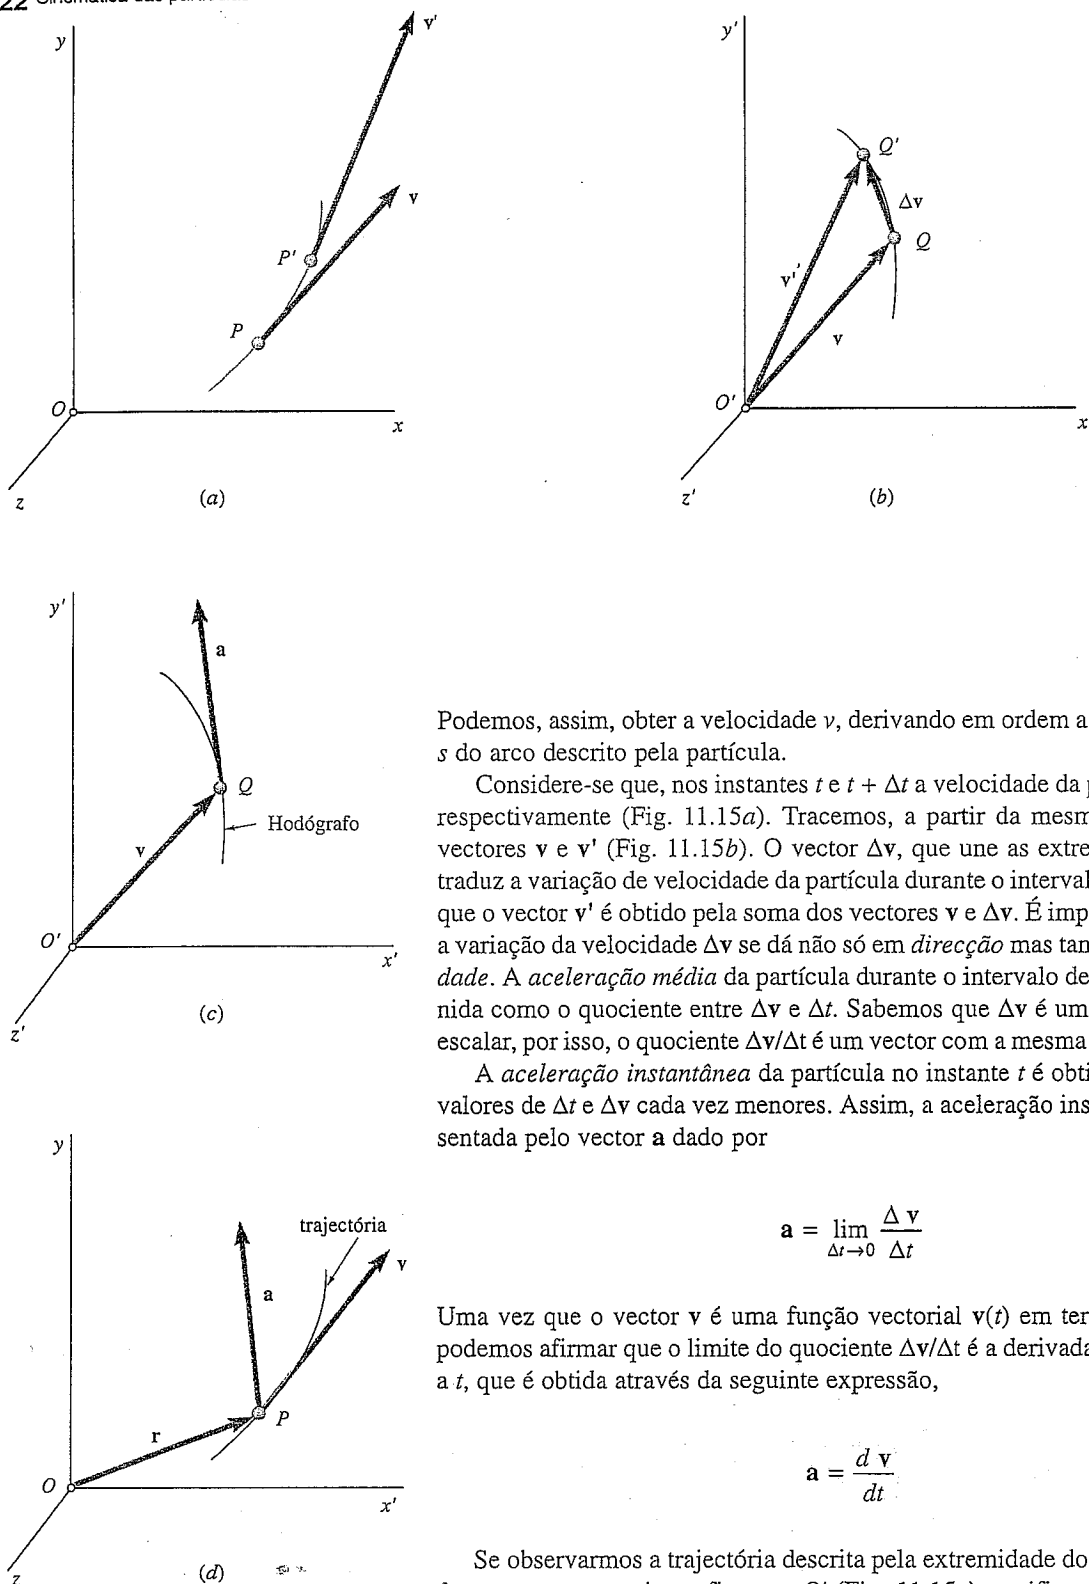 22 Cinemática das
y
v'
v
P'
P
O
x
z
(a)
y'
Q'
Δv
Q
v'
v
O'
x
z'
(b)
y'
a
Q
Hodógrafo
v
O'
x'
z'
(c)
y
trajectória
v
a
P
r
O
x'
z
(d)
Podemos, assim, obter a velocidade v, derivando em ordem a
s do arco descrito pela partícula.
Considere-se que, nos instantes t e t + Δt a velocidade da
respectivamente (Fig. 11.15a). Tracemos, a partir da mesm
vectores v e v' (Fig. 11.15b). O vector Δv, que une as extre
traduz a variação de velocidade da partícula durante o interval
que o vector v' é obtido pela soma dos vectores v e Δv. É imp
a variação da velocidade Δv se dá não só em direcção mas tan
dade. A aceleração média da partícula durante o intervalo de
nida como o quociente entre Δv e Δt. Sabemos que Δv é um
escalar, por isso, o quociente Δv/Δt é um vector com a mesma
A aceleração instantânea da partícula no instante t é obti
valores de Δt e Δv cada vez menores. Assim, a aceleração ins
sentada pelo vector a dado por
a = lim Δt→0 Δ v / Δt
Uma vez que o vector v é uma função vectorial v(t) em ter
podemos afirmar que o limite do quociente Δv/Δt é a derivada
a t, que é obtida através da seguinte expressão,
a = d v / dt
Se observarmos a trajectória descrita pela extremidade do